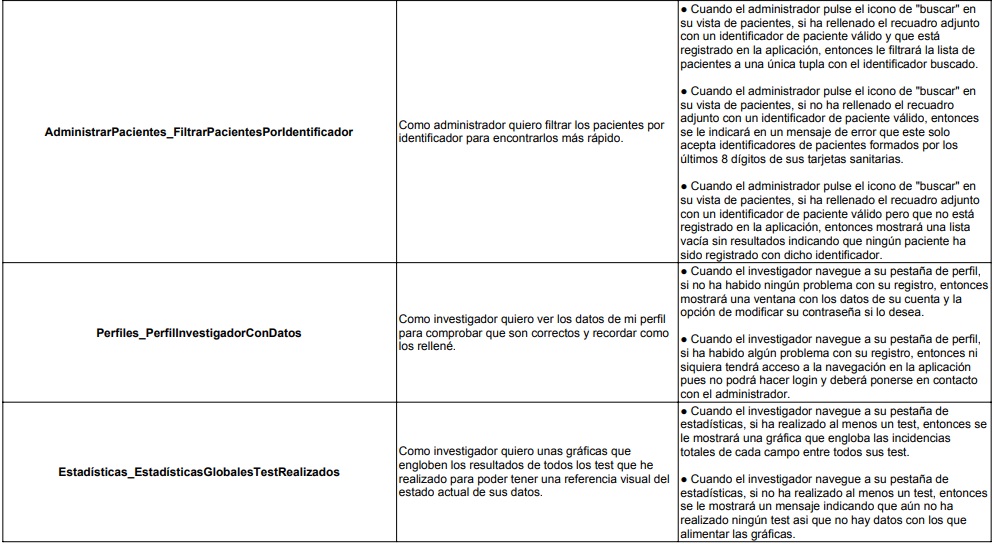 AdministrarPacientes_FiltrarPacientesPorIdentificador
Como administrador quiero filtrar los pacientes por
identificador para encontrarlos más rápido.
● Cuando el administrador pulse el icono de "buscar" en
su vista de pacientes, si ha rellenado el recuadro adjunto
con un identificador de paciente válido y que está
registrado en la aplicación, entonces le filtrará la lista de
pacientes a una única tupla con el identificador buscado.
● Cuando el administrador pulse el icono de "buscar" en
su vista de pacientes, si no ha rellenado el recuadro
adjunto con un identificador de paciente válido, entonces
se le indicará en un mensaje de error que este solo
acepta identificadores de pacientes formados por los
últimos 8 dígitos de sus tarjetas sanitarias.
● Cuando el administrador pulse el icono de "buscar" en
su vista de pacientes, si ha rellenado el recuadro adjunto
con un identificador de paciente válido pero que no está
registrado en la aplicación, entonces mostrará una lista
vacía sin resultados indicando que ningún paciente ha
sido registrado con dicho identificador.
Perfiles_PerfilInvestigadorConDatos
Como investigador quiero ver los datos de mi perfil
para comprobar que son correctos y recordar como
los rellené.
● Cuando el investigador navegue a su pestaña de perfil,
si no ha habido ningún problema con su registro, entonces
mostrará una ventana con los datos de su cuenta y la
opción de modificar su contraseña si lo desea.
● Cuando el investigador navegue a su pestaña de perfil,
si ha habido algún problema con su registro, entonces ni
siquiera tendrá acceso a la navegación en la aplicación
pues no podrá hacer login y deberá ponerse en contacto
con el administrador.
Estadísticas_EstadísticasGlobalesTestRealizados
Como investigador quiero unas gráficas que
engloben los resultados de todos los test que he
realizado para poder tener una referencia visual del
estado actual de sus datos.
● Cuando el investigador navegue a su pestaña de
estadísticas, si ha realizado al menos un test, entonces se
le mostrará una gráfica que engloba las incidencias
totales de cada campo entre todos sus test.
● Cuando el investigador navegue a su pestaña de
estadísticas, si no ha realizado al menos un test, entonces
se le mostrará un mensaje indicando que aún no ha
realizado ningún test asi que no hay datos con los que
alimentar las gráficas.